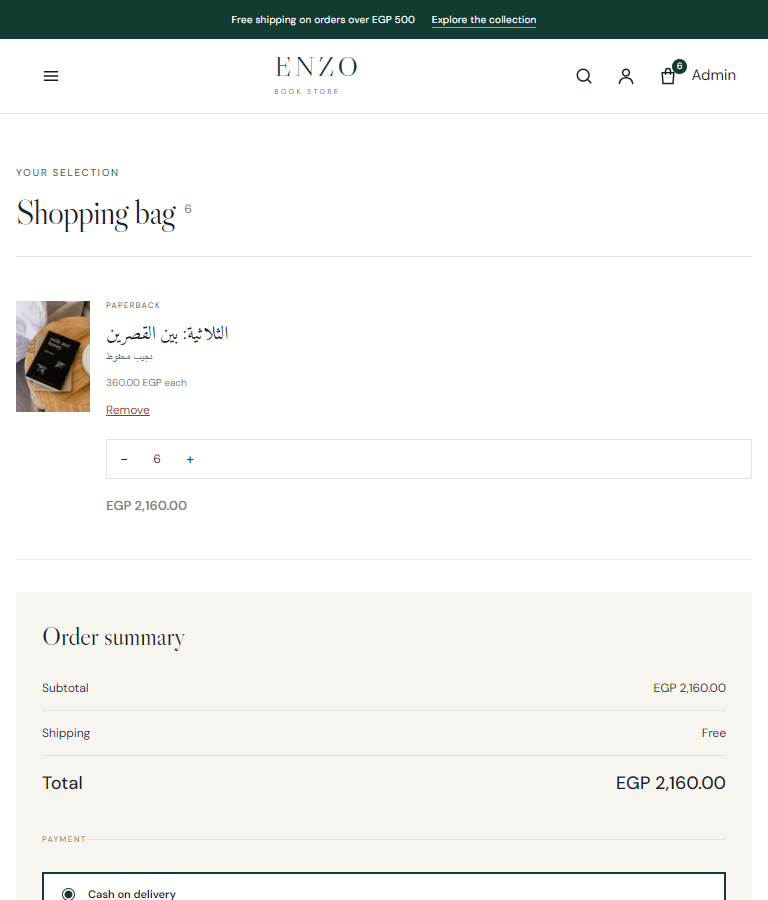 Free shipping on orders over EGP 500 Explore the collection
ENZO
BOOK STORE
6
Admin
YOUR SELECTION
Shopping bag 6
PAPERBACK
الثلاثية: بين القصرين
نجيب محفوظ
360.00 EGP each
Remove
− 6 +
EGP 2,160.00
Order summary
Subtotal EGP 2,160.00
Shipping Free
Total EGP 2,160.00
PAYMENT
Cash on delivery